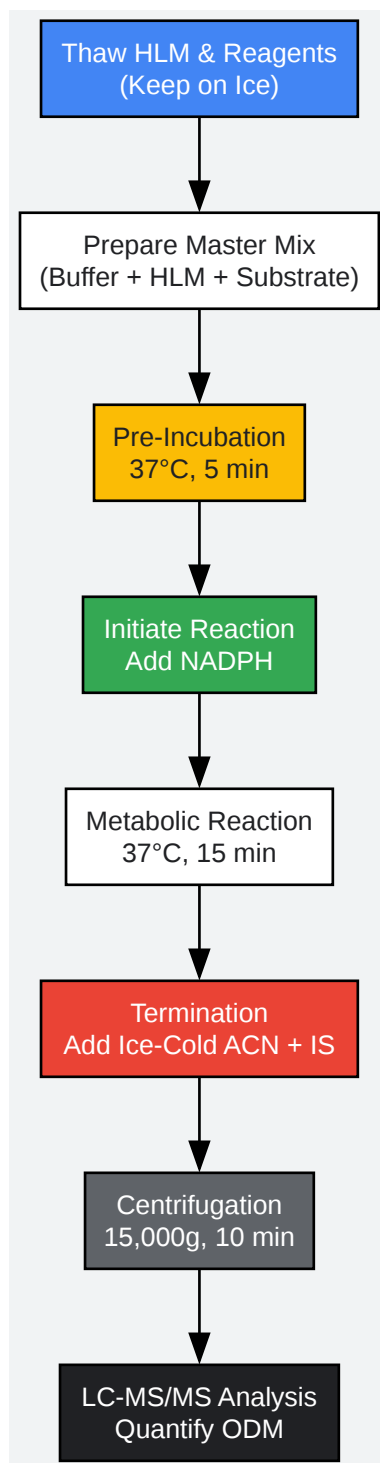 Thaw HLM & Reagents
(Keep on Ice)
Prepare Master Mix
(Buffer + HLM + Substrate)
Pre-Incubation
37°C, 5 min
Initiate Reaction
Add NADPH
Metabolic Reaction
37°C, 15 min
Termination
Add Ice-Cold ACN + IS
Centrifugation
15,000g, 10 min
LC-MS/MS Analysis
Quantify ODM